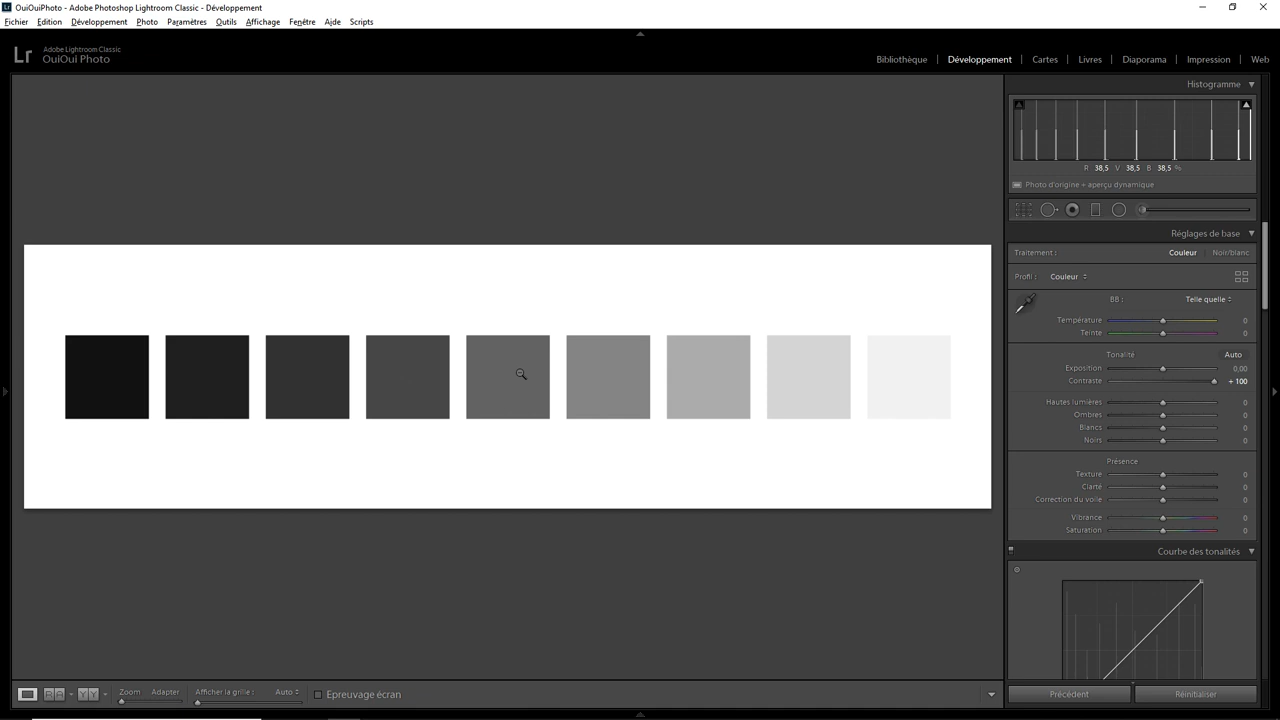 OuiOuiPhoto - Adobe Photoshop Lightroom Classic - Développement
Fichier Edition Développement Photo Paramètres Outils Affichage Fenêtre Aide Scripts
Lr Adobe Lightroom Classic
OuiOui Photo
Bibliothèque | Développement | Cartes | Livres | Diaporama | Impression | Web
Histogramme
R 38,5 V 38,5 B 38,5 %
Photo d'origine + aperçu dynamique
Réglages de base
Traitement : Couleur Noir/blanc
Profil : Couleur
BB : Telle quelle
Température 0
Teinte 0
Tonalité Auto
Exposition 0,00
Contraste + 100
Hautes lumières 0
Ombres 0
Blancs 0
Noirs 0
Présence
Texture 0
Clarté 0
Correction du voile 0
Vibrance 0
Saturation 0
Courbe des tonalités
R A Y Y Zoom Adapter Afficher la grille : Auto Epreuvage écran
Précédent Réinitialiser